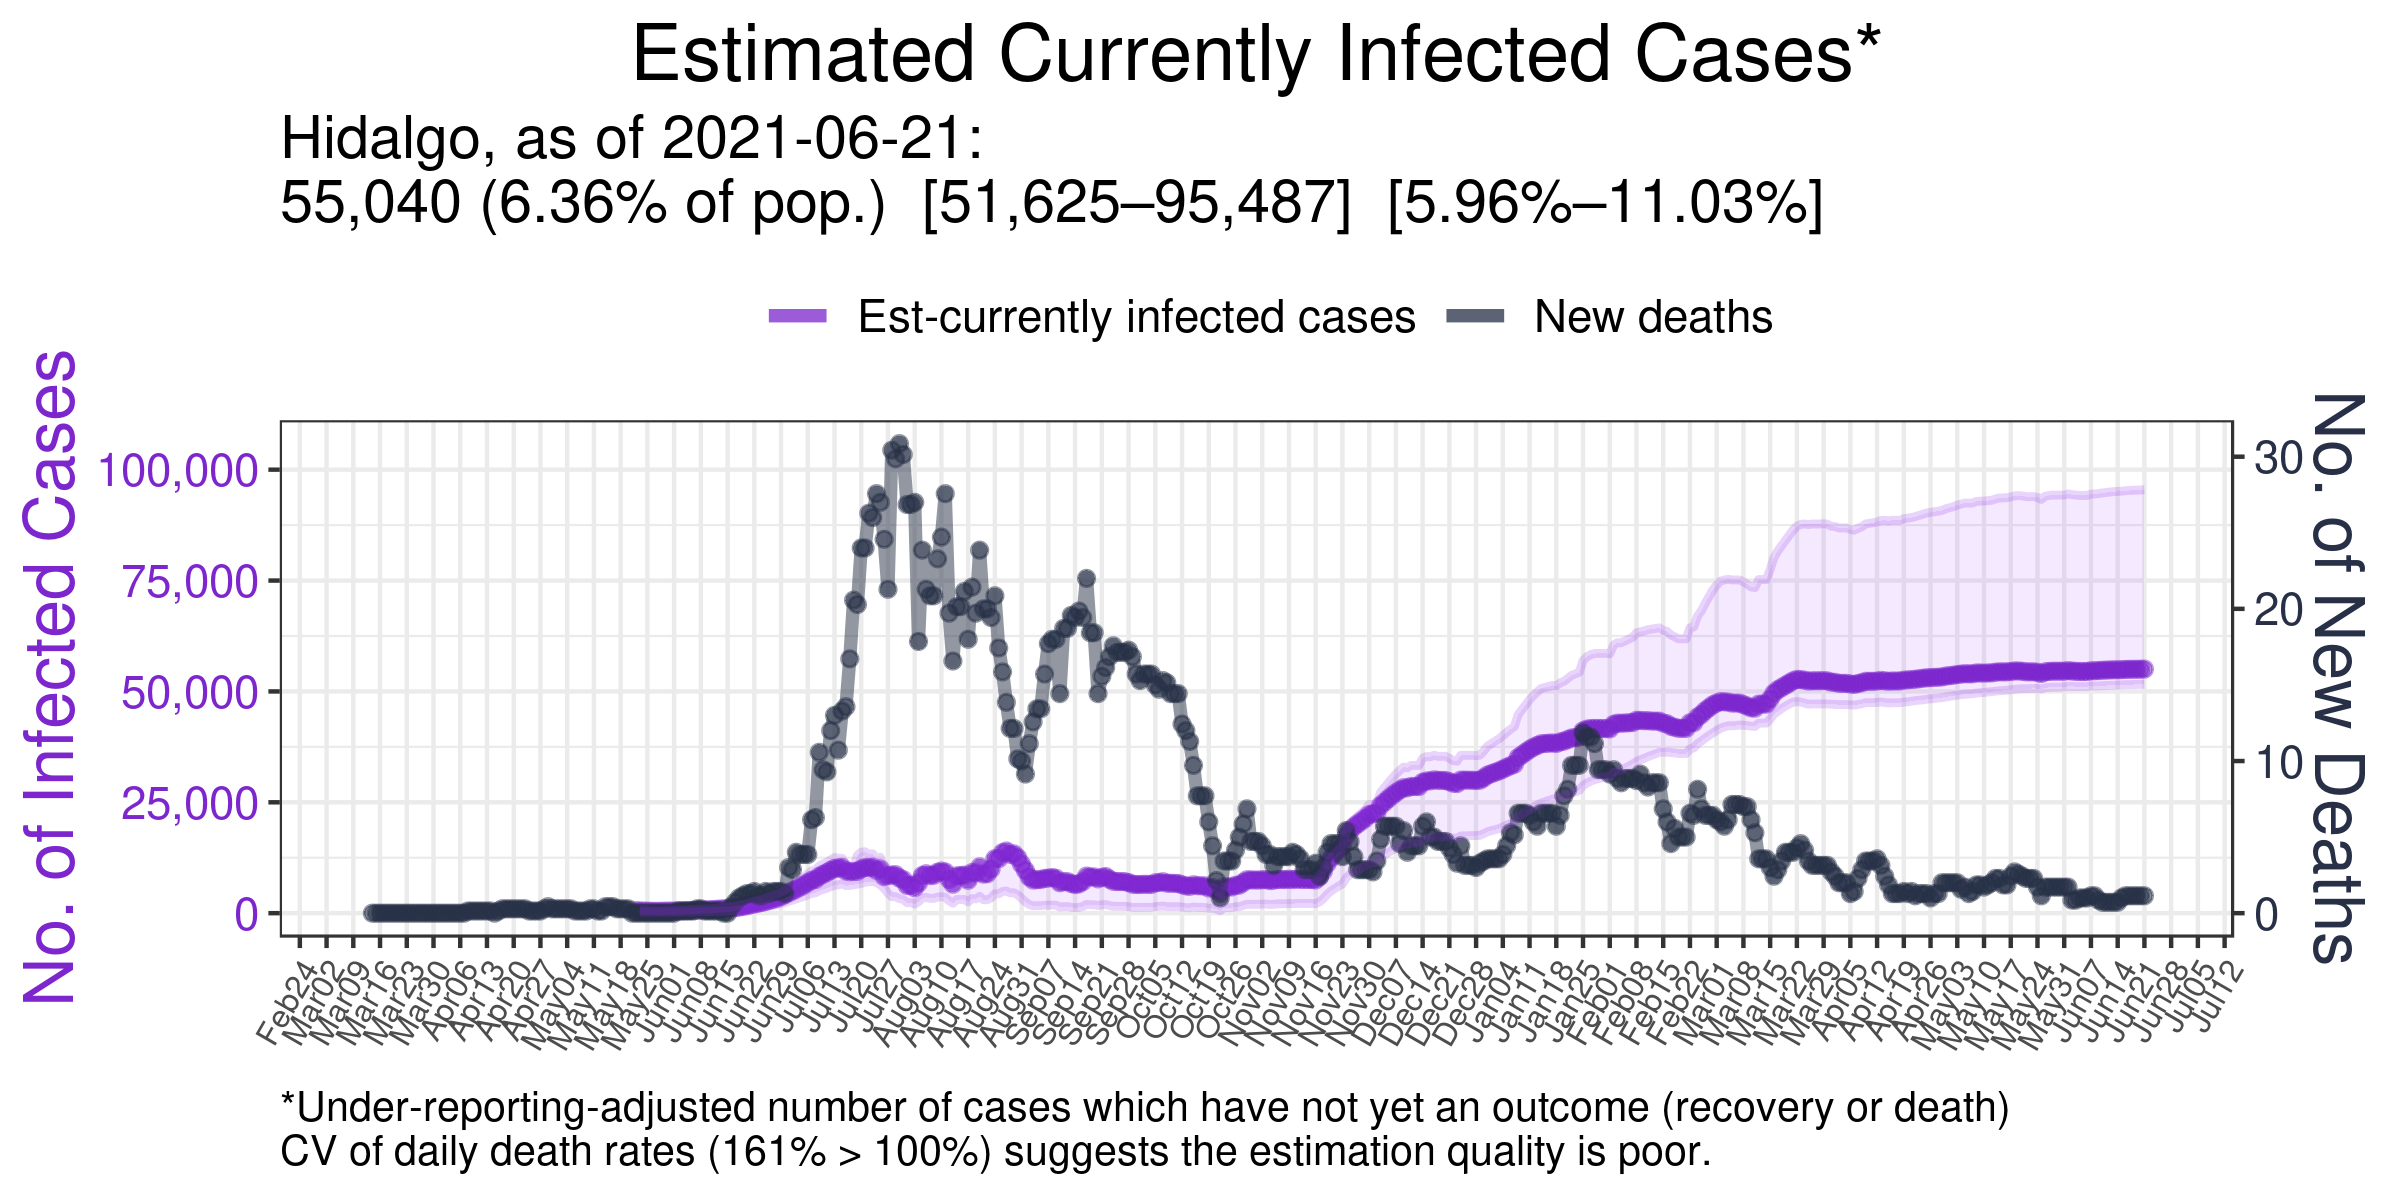 Estimated Currently Infected Cases*
Hidalgo, as of 2021-06-21:
55,040 (6.36% of pop.)  [51,625–95,487]  [5.96%–11.03%]
Est-currently infected cases
New deaths
No. of Infected Cases
100,000
75,000
50,000
25,000
0
30
20
10
0
No. of New Deaths
Feb24
Mar02
Mar09
Mar16
Mar23
Mar30
Apr06
Apr13
Apr20
Apr27
May04
May11
May18
May25
Jun01
Jun08
Jun15
Jun22
Jun29
Jul06
Jul13
Jul20
Jul27
Aug03
Aug10
Aug17
Aug24
Aug31
Sep07
Sep14
Sep21
Sep28
Oct05
Oct12
Oct19
Oct26
Nov02
Nov09
Nov16
Nov23
Nov30
Dec07
Dec14
Dec21
Dec28
Jan04
Jan11
Jan18
Jan25
Feb01
Feb08
Feb15
Feb22
Mar01
Mar08
Mar15
Mar22
Mar29
Apr05
Apr12
Apr19
Apr26
May03
May10
May17
May24
May31
Jun07
Jun14
Jun21
Jun28
Jul05
Jul12
*Under-reporting-adjusted number of cases which have not yet an outcome (recovery or death)
CV of daily death rates (161% > 100%) suggests the estimation quality is poor.